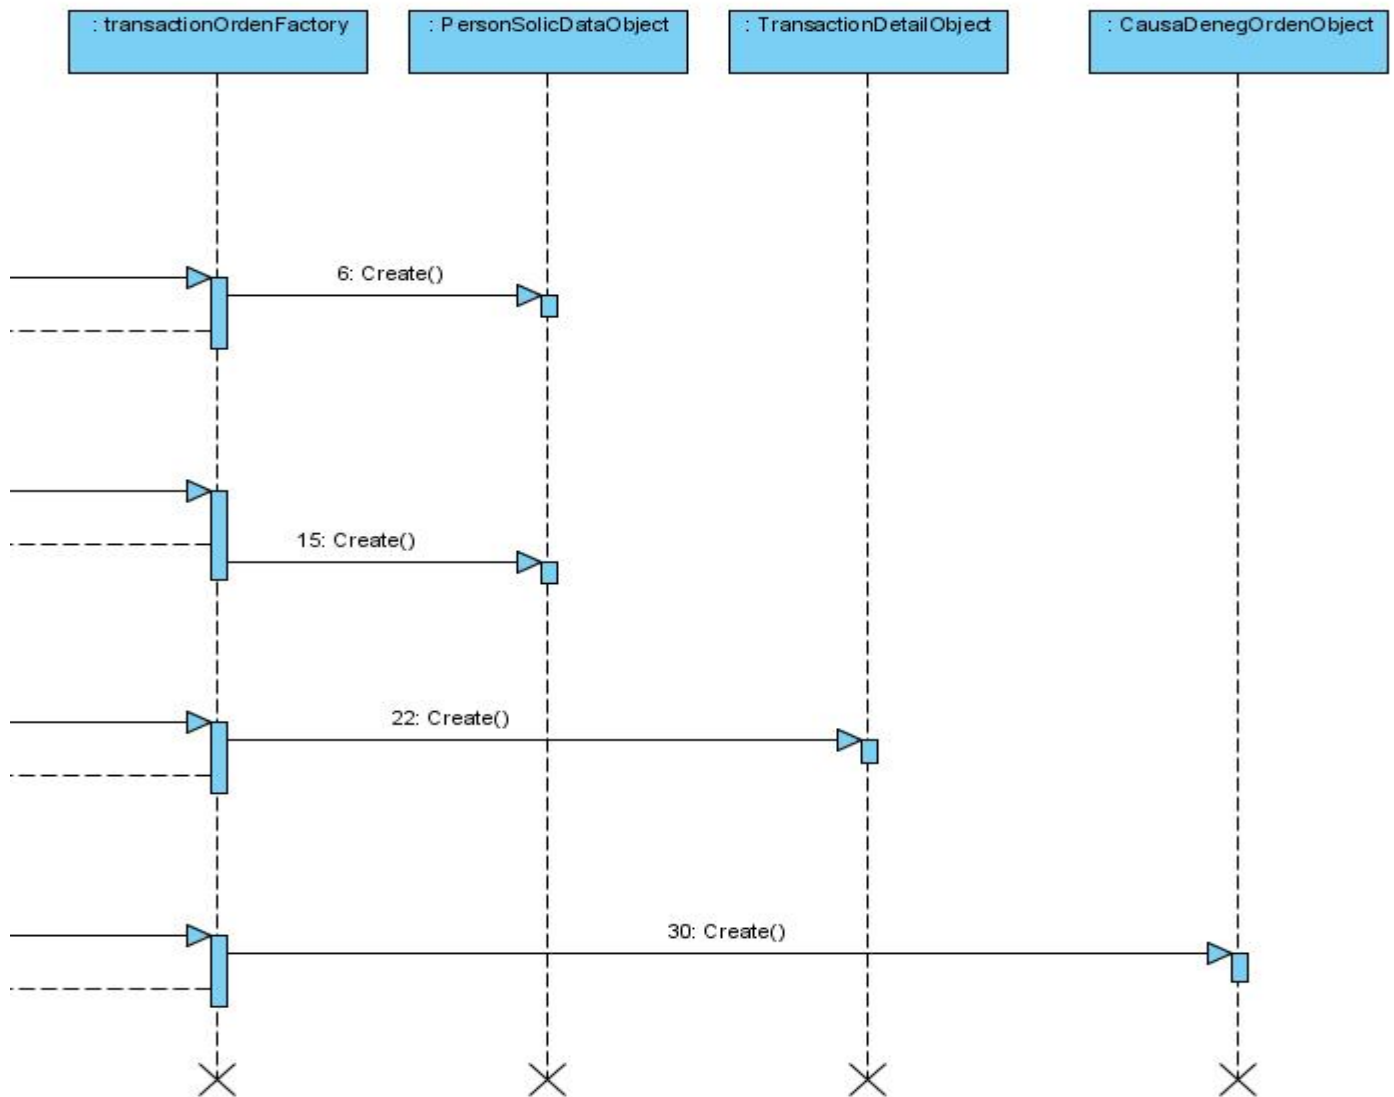 : transactionOrdenFactory
: PersonSolicDataObject
: TransactionDetailObject
: CausaDenegOrdenObject
6: Create()
15: Create()
22: Create()
30: Create()